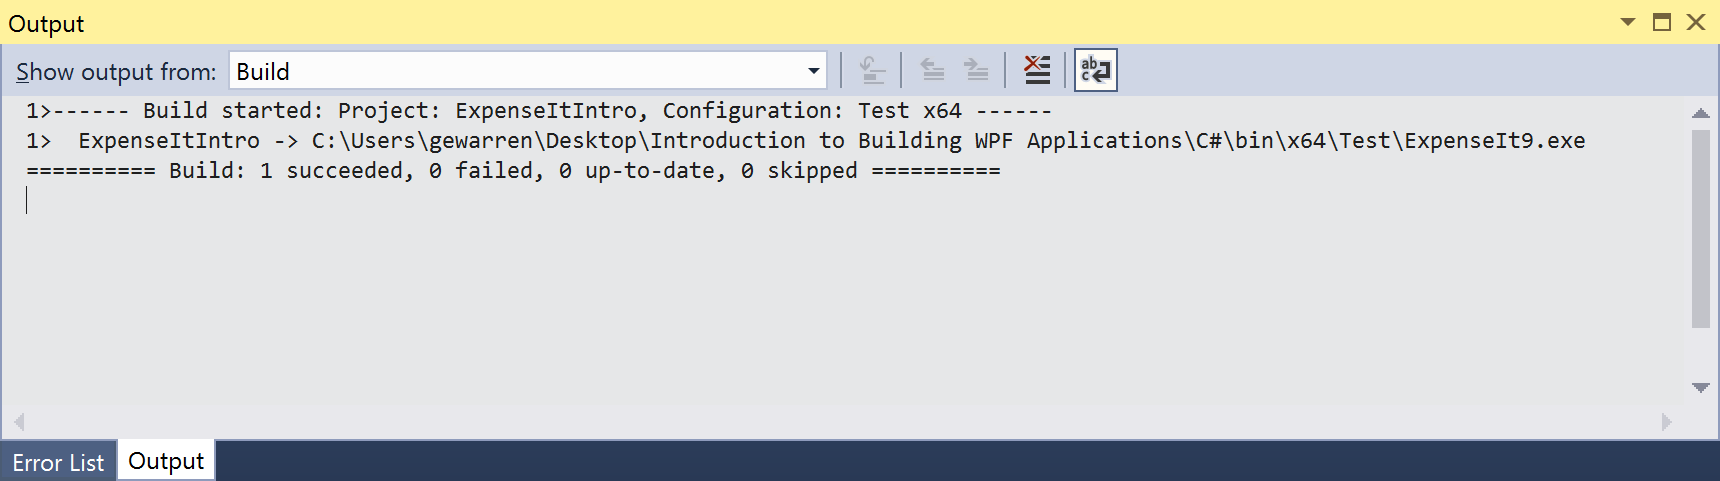 Output
Show output from: Build
ab
c
1>------ Build started: Project: ExpenseItIntro, Configuration: Test x64 ------
1>  ExpenseItIntro -> C:\Users\gewarren\Desktop\Introduction to Building WPF Applications\C#\bin\x64\Test\ExpenseIt9.exe
========== Build: 1 succeeded, 0 failed, 0 up-to-date, 0 skipped ==========
Error List
Output